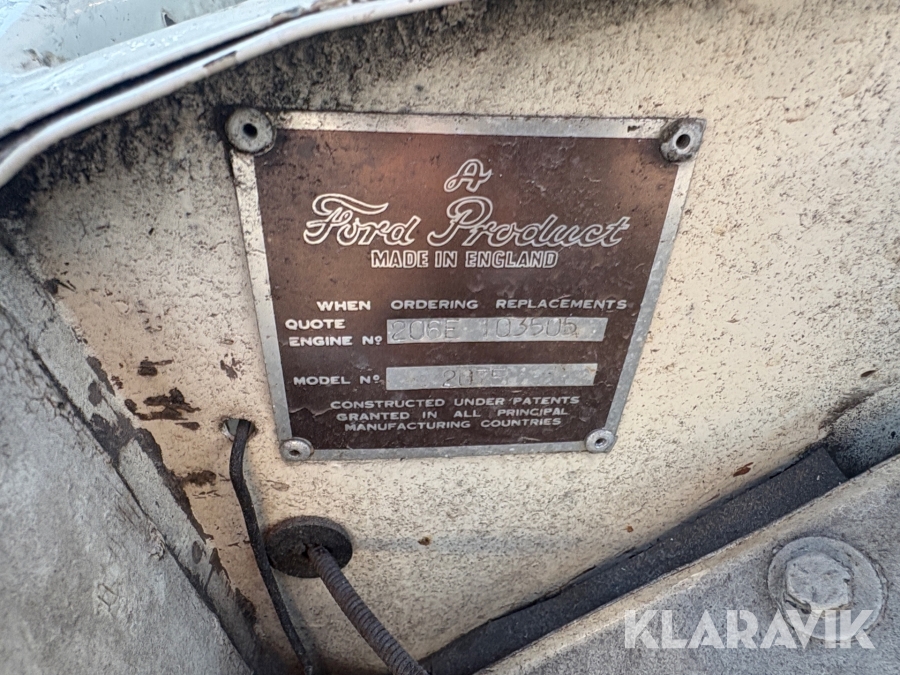 A
Ford Product
MADE IN ENGLAND
WHEN ORDERING REPLACEMENTS
QUOTE
ENGINE Nº 206E 103505
MODEL Nº
CONSTRUCTED UNDER PATENTS
GRANTED IN ALL PRINCIPAL
MANUFACTURING COUNTRIES
KLARAVIK